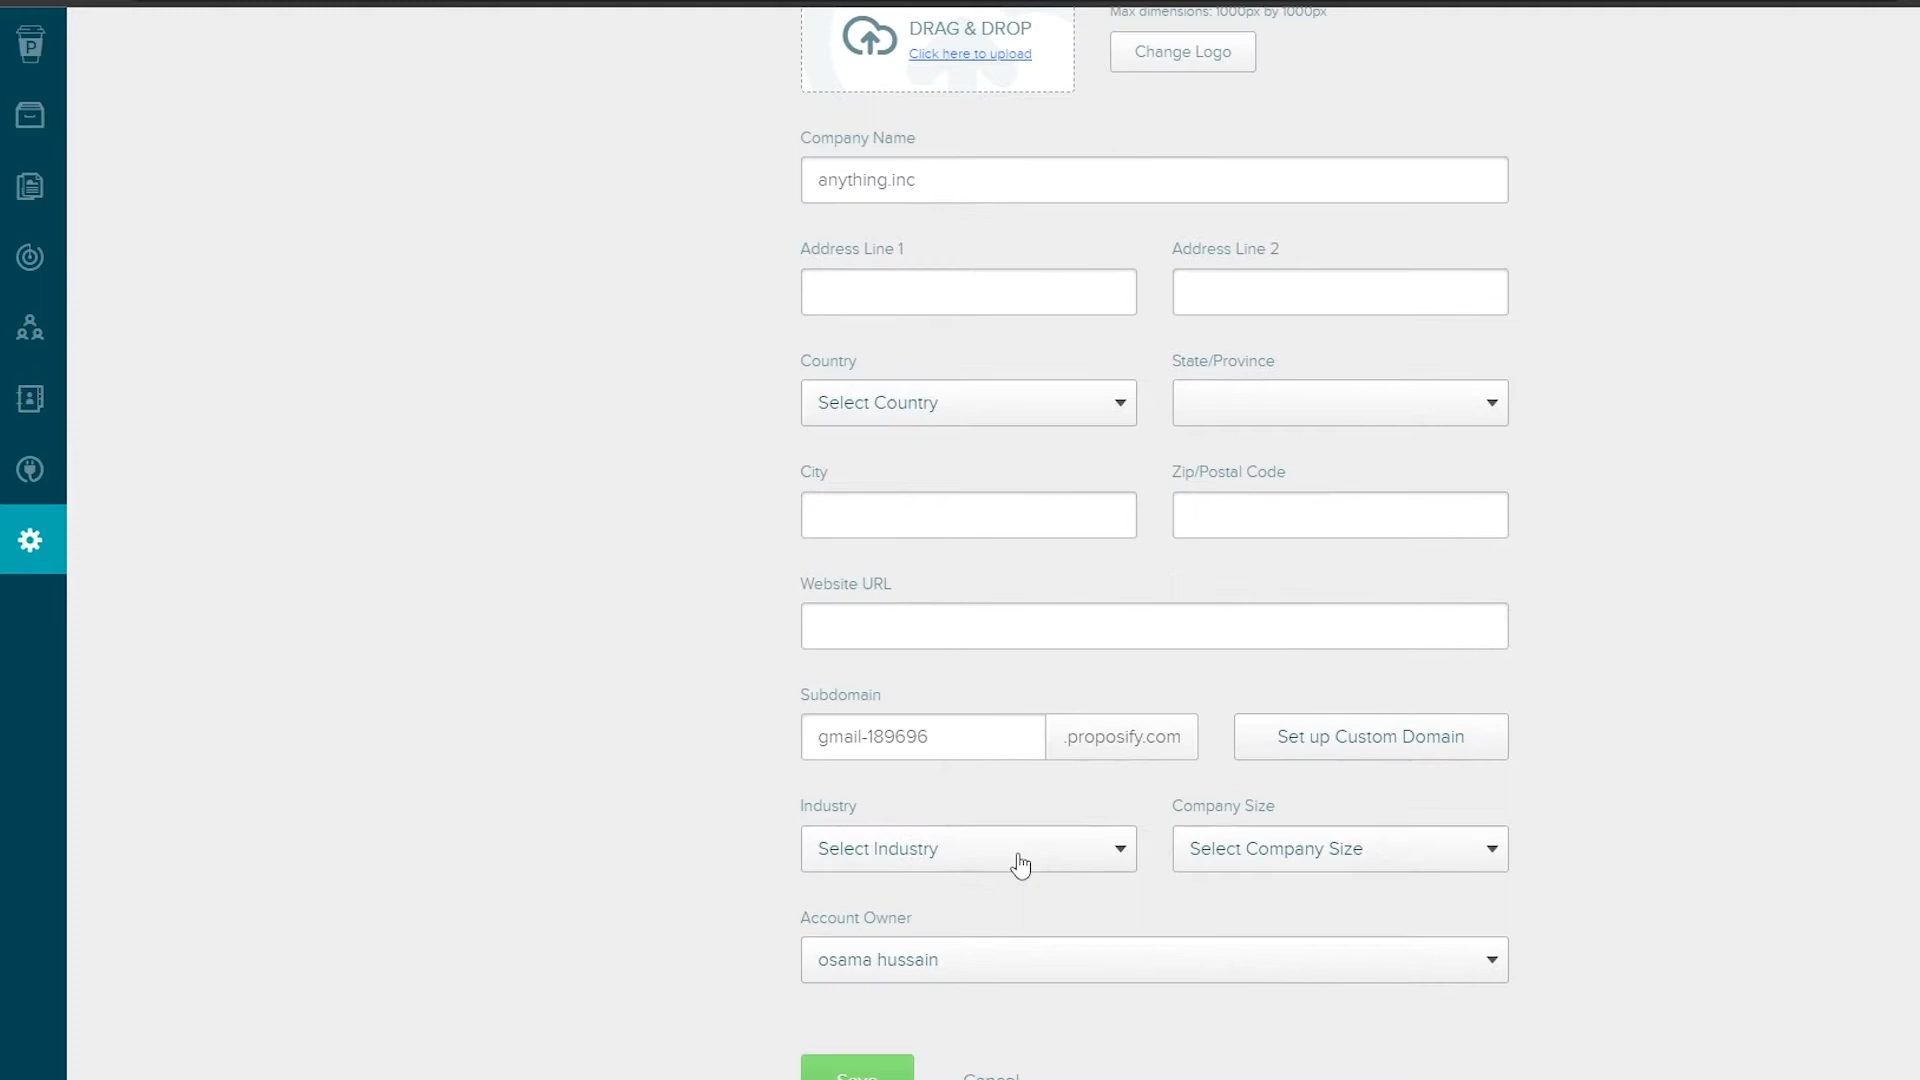 P
DRAG & DROP
Click here to upload
Max dimensions: 1000px by 1000px
Change Logo
Company Name
anything.inc
Address Line 1 Address Line 2
Country State/Province
Select Country
City Zip/Postal Code
Website URL
Subdomain
gmail-189696 .proposify.com Set up Custom Domain
Industry Company Size
Select Industry Select Company Size
Account Owner
osama hussain
Save Cancel